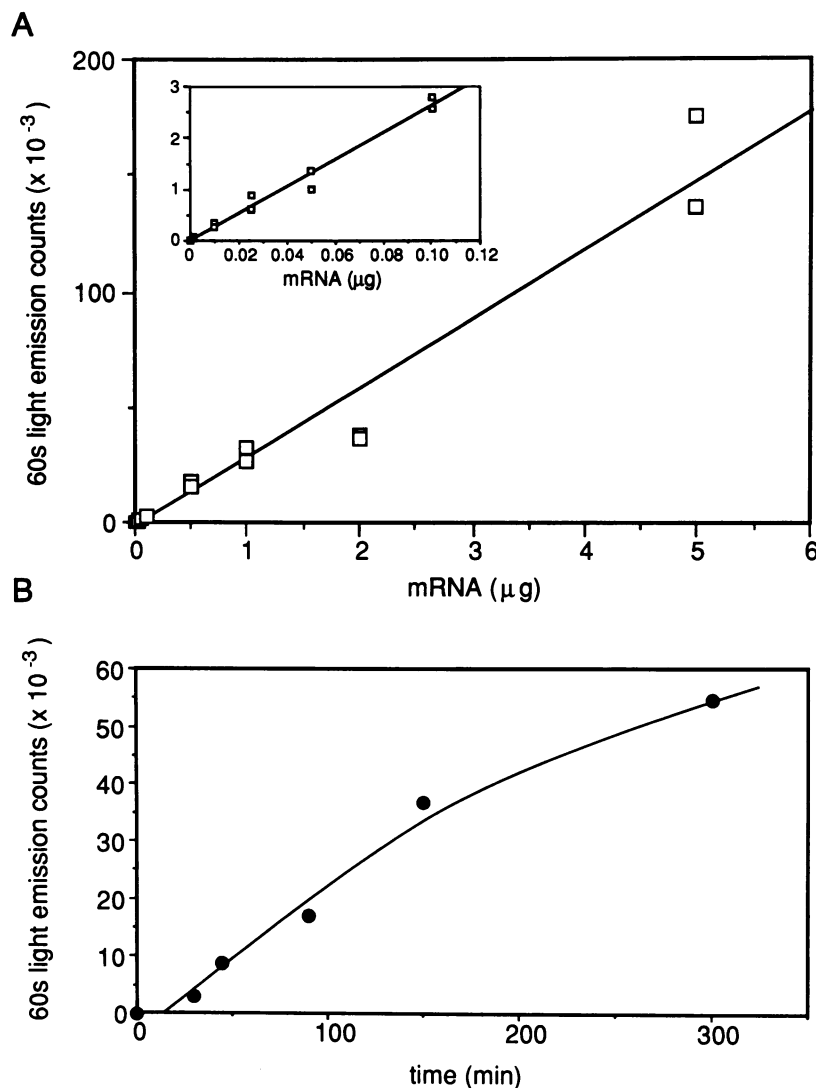 A
60s light emission counts (x 10 -3 )
200
100
0
0 1 2 3 4 5 6
mRNA (μg)
3
2
1
0
0 0.02 0.04 0.06 0.08 0.10 0.12
mRNA (μg)
B
60s light emission counts (x 10 -3 )
60
50
40
30
20
10
0
0 100 200 300
time (min)